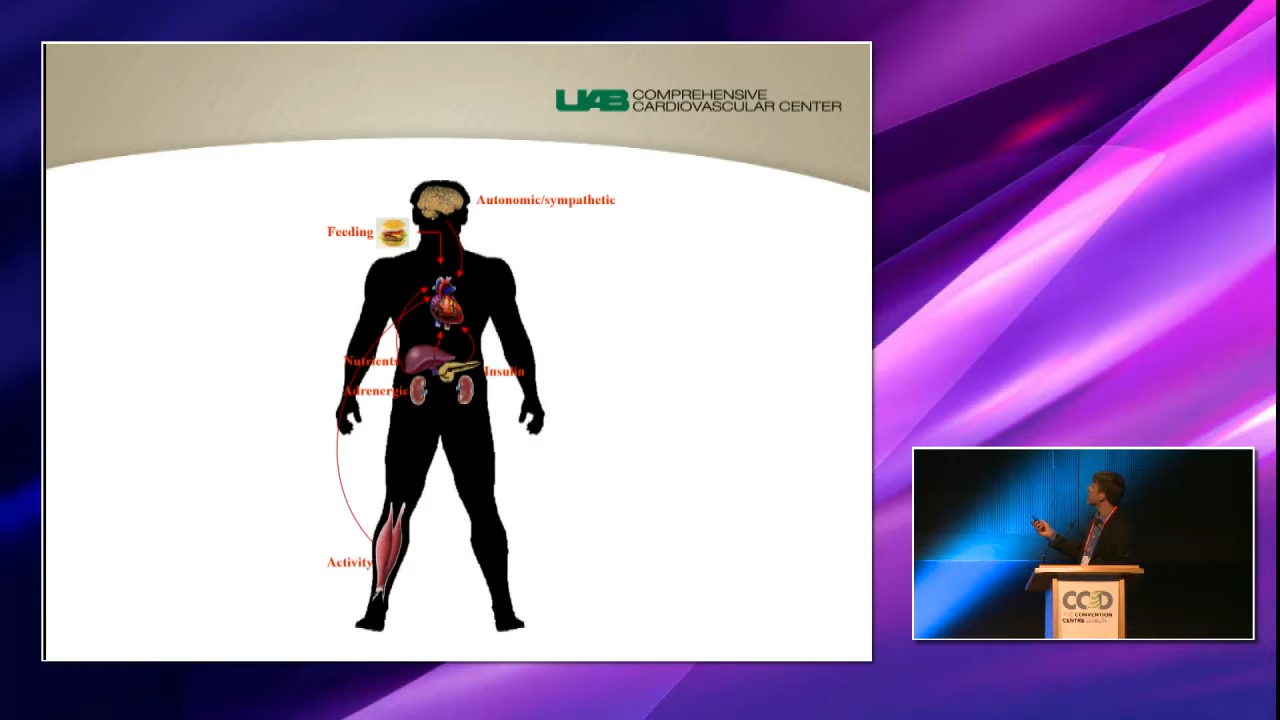 UAB COMPREHENSIVE
CARDIOVASCULAR CENTER
Autonomic/sympathetic
Feeding
Nutrients
Insulin
Adrenergic
Activity
CCD
THE CONVENTION
CENTRE DUBLIN